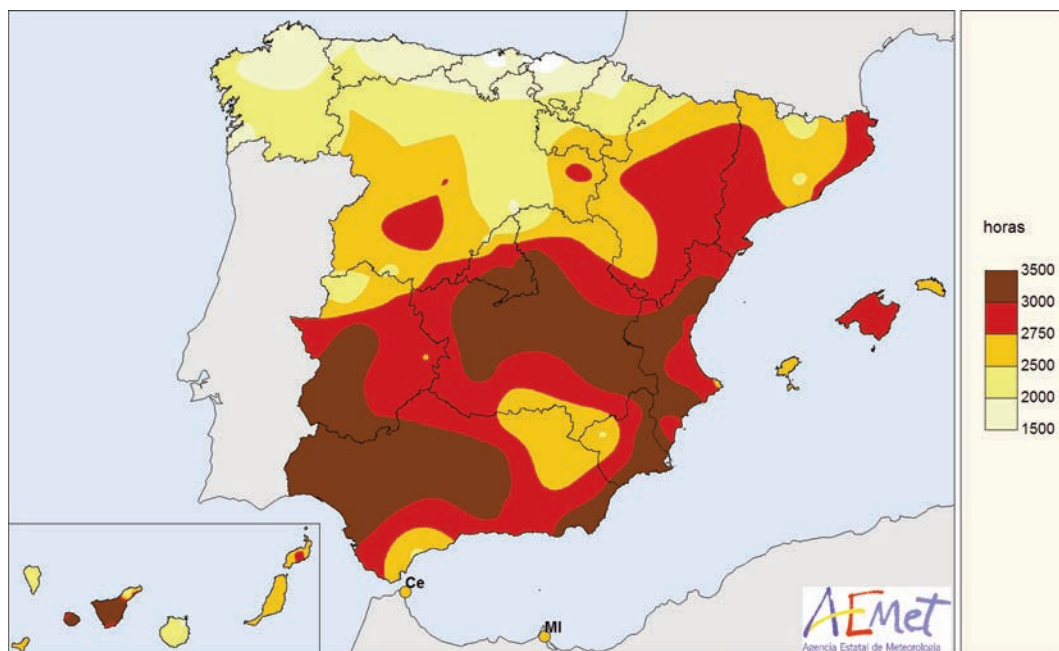 horas
3500
3000
2750
2500
2000
1500
Ce
Ml
AEMet
Agencia Estatal de Meteorología